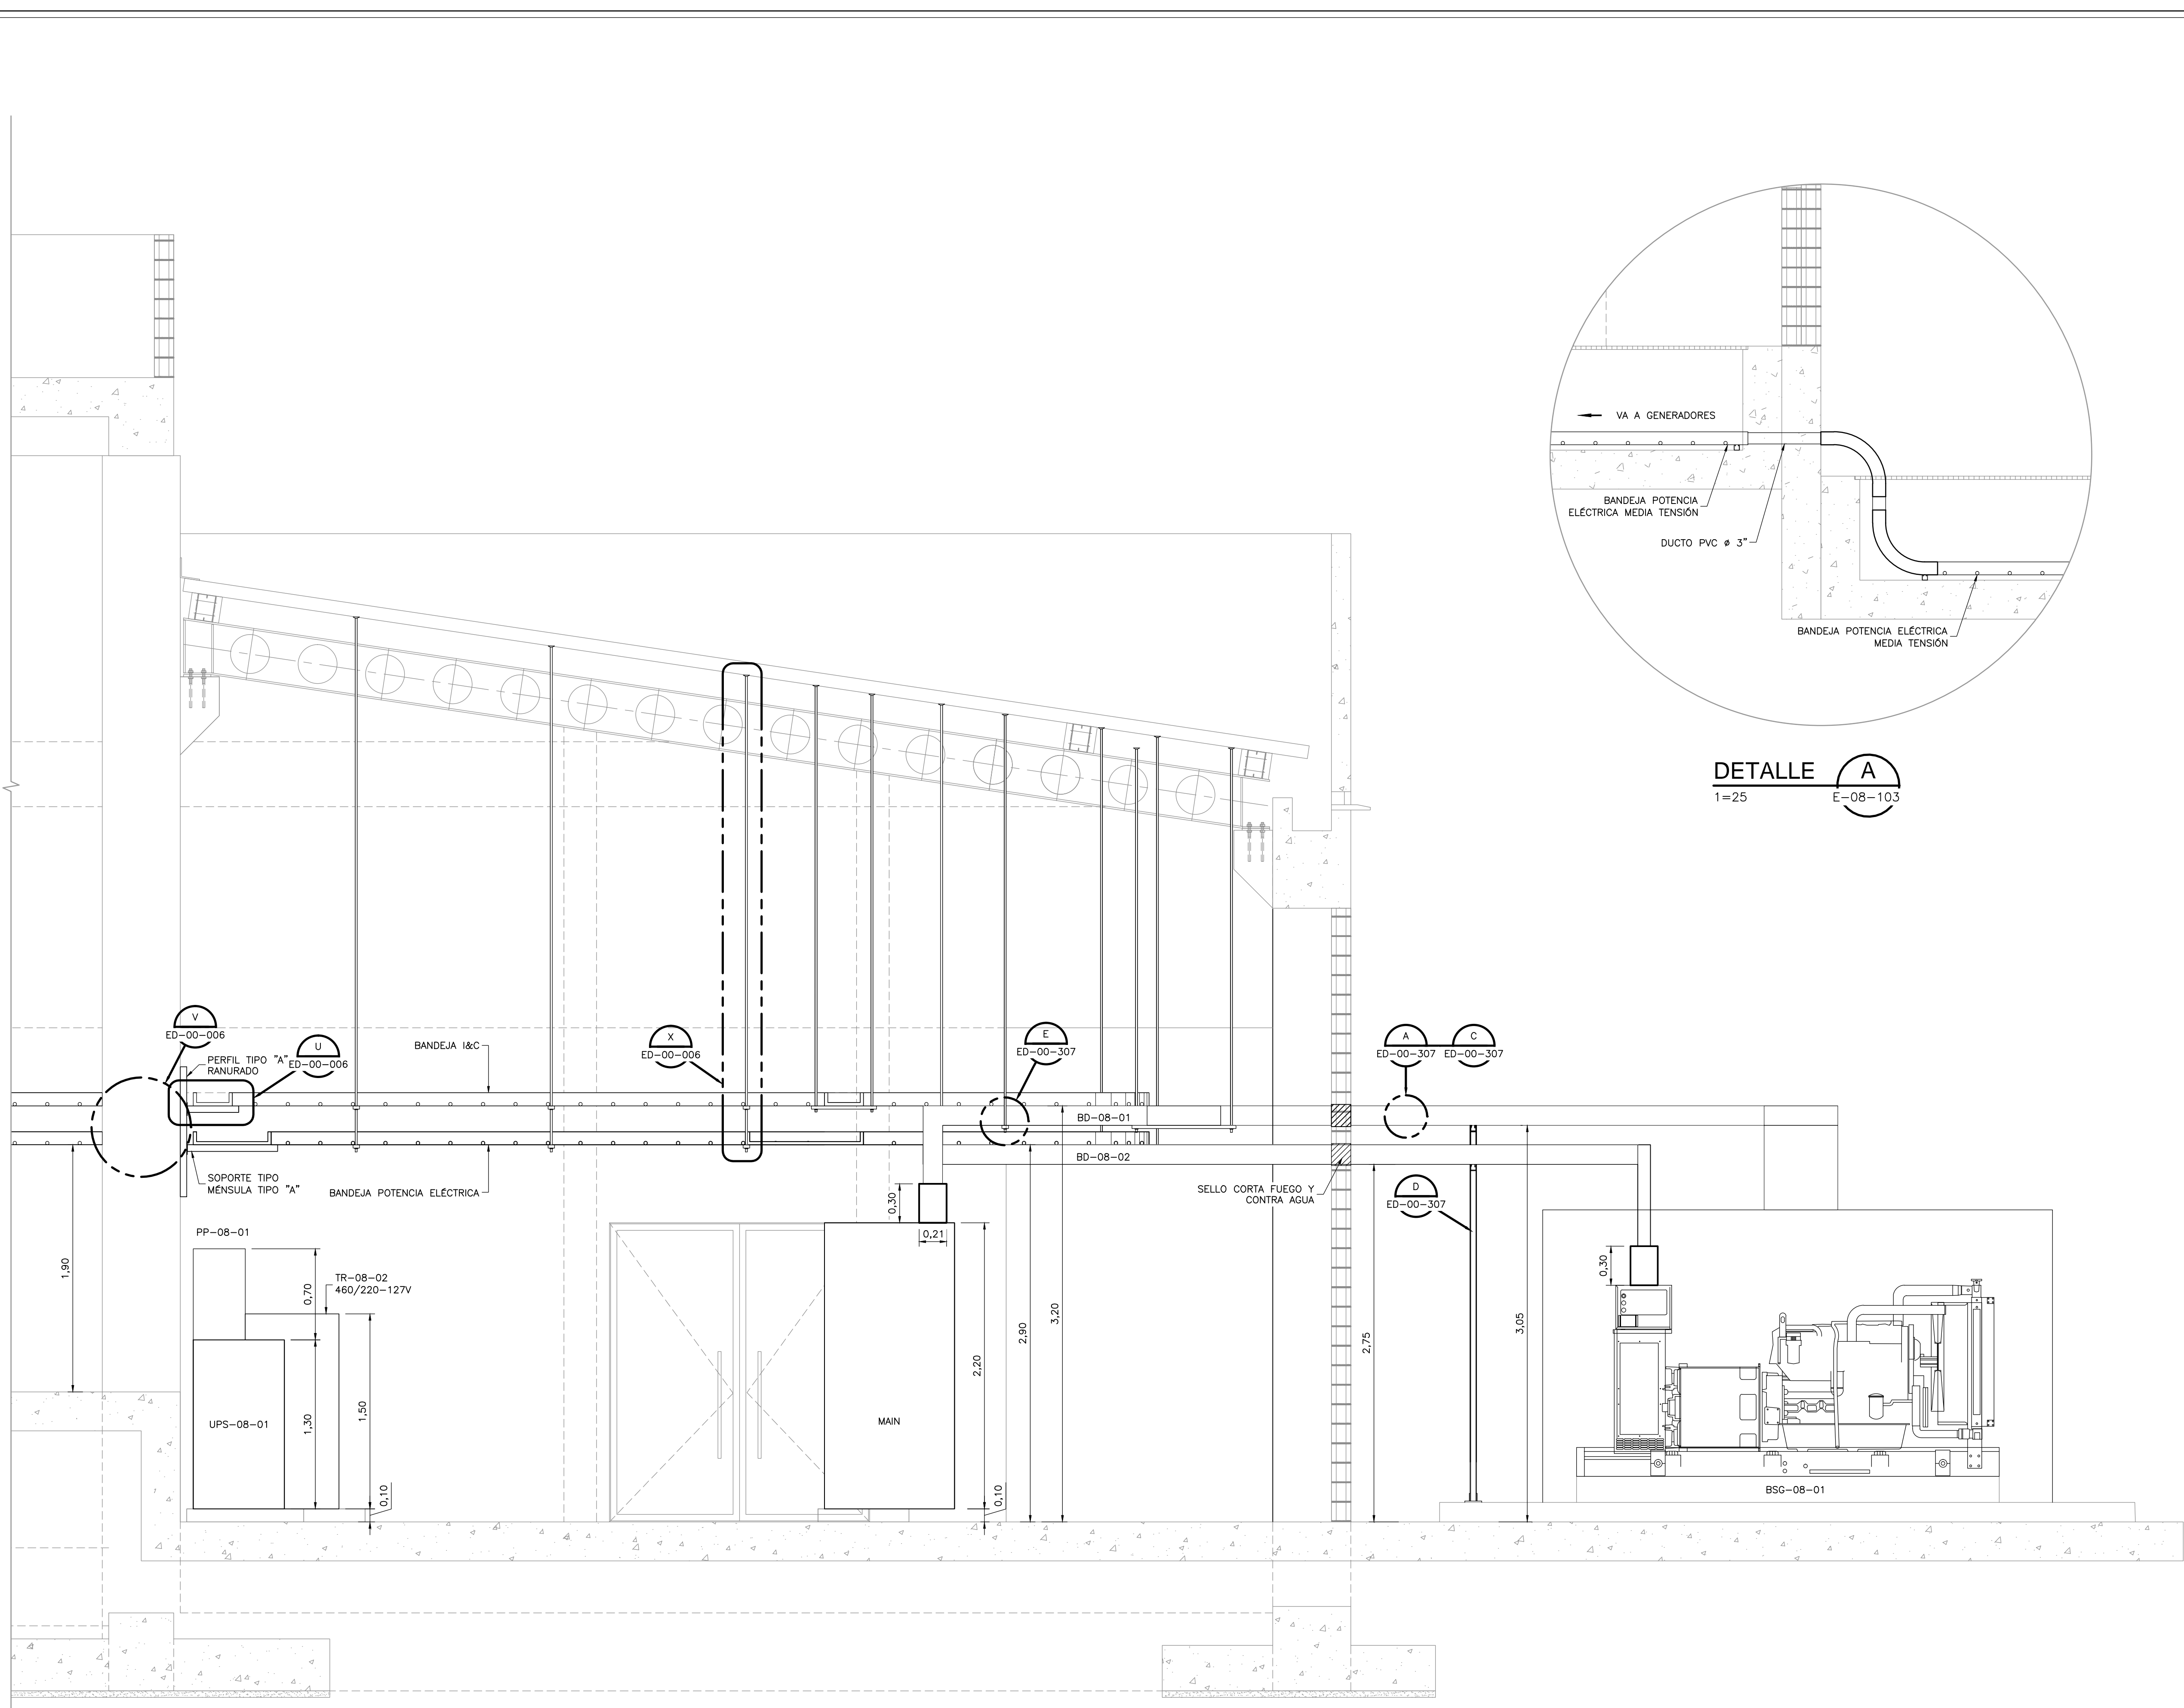 VA A GENERADORES
BANDEJA POTENCIA
ELÉCTRICA MEDIA TENSIÓN
DUCTO PVC ø 3"
BANDEJA POTENCIA ELÉCTRICA
MEDIA TENSIÓN
DETALLE
A
1=25
E-08-103
V
ED-00-006
U
ED-00-006
PERFIL TIPO "A"
RANURADO
BANDEJA I&C
X
ED-00-006
E
ED-00-307
A
ED-00-307
C
ED-00-307
BD-08-01
BD-08-02
SOPORTE TIPO
MÉNSULA TIPO "A"
BANDEJA POTENCIA ELÉCTRICA
SELLO CORTA FUEGO Y
CONTRA AGUA
D
ED-00-307
0,30
0,21
PP-08-01
1,90
0,70
TR-08-02
460/220-127V
0,30
3,20
2,90
2,75
3,05
2,20
UPS-08-01
1,30
1,50
MAIN
0,10
0,10
BSG-08-01